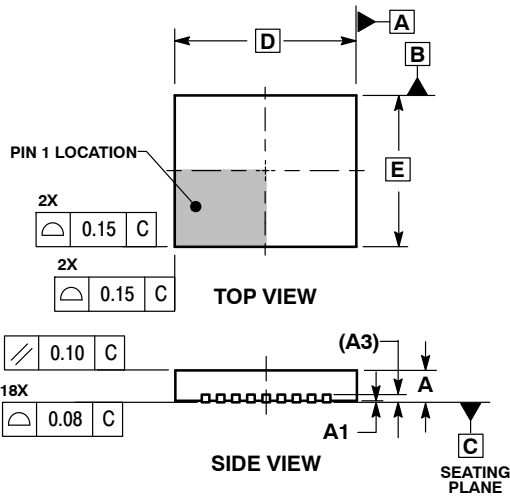 D
A
B
PIN 1 LOCATION
E
2X
⌓ 0.15 C
2X
⌓ 0.15 C
TOP VIEW
(A3)
// 0.10 C
A
18X
⌓ 0.08 C
A1
C
SIDE VIEW
SEATING
PLANE